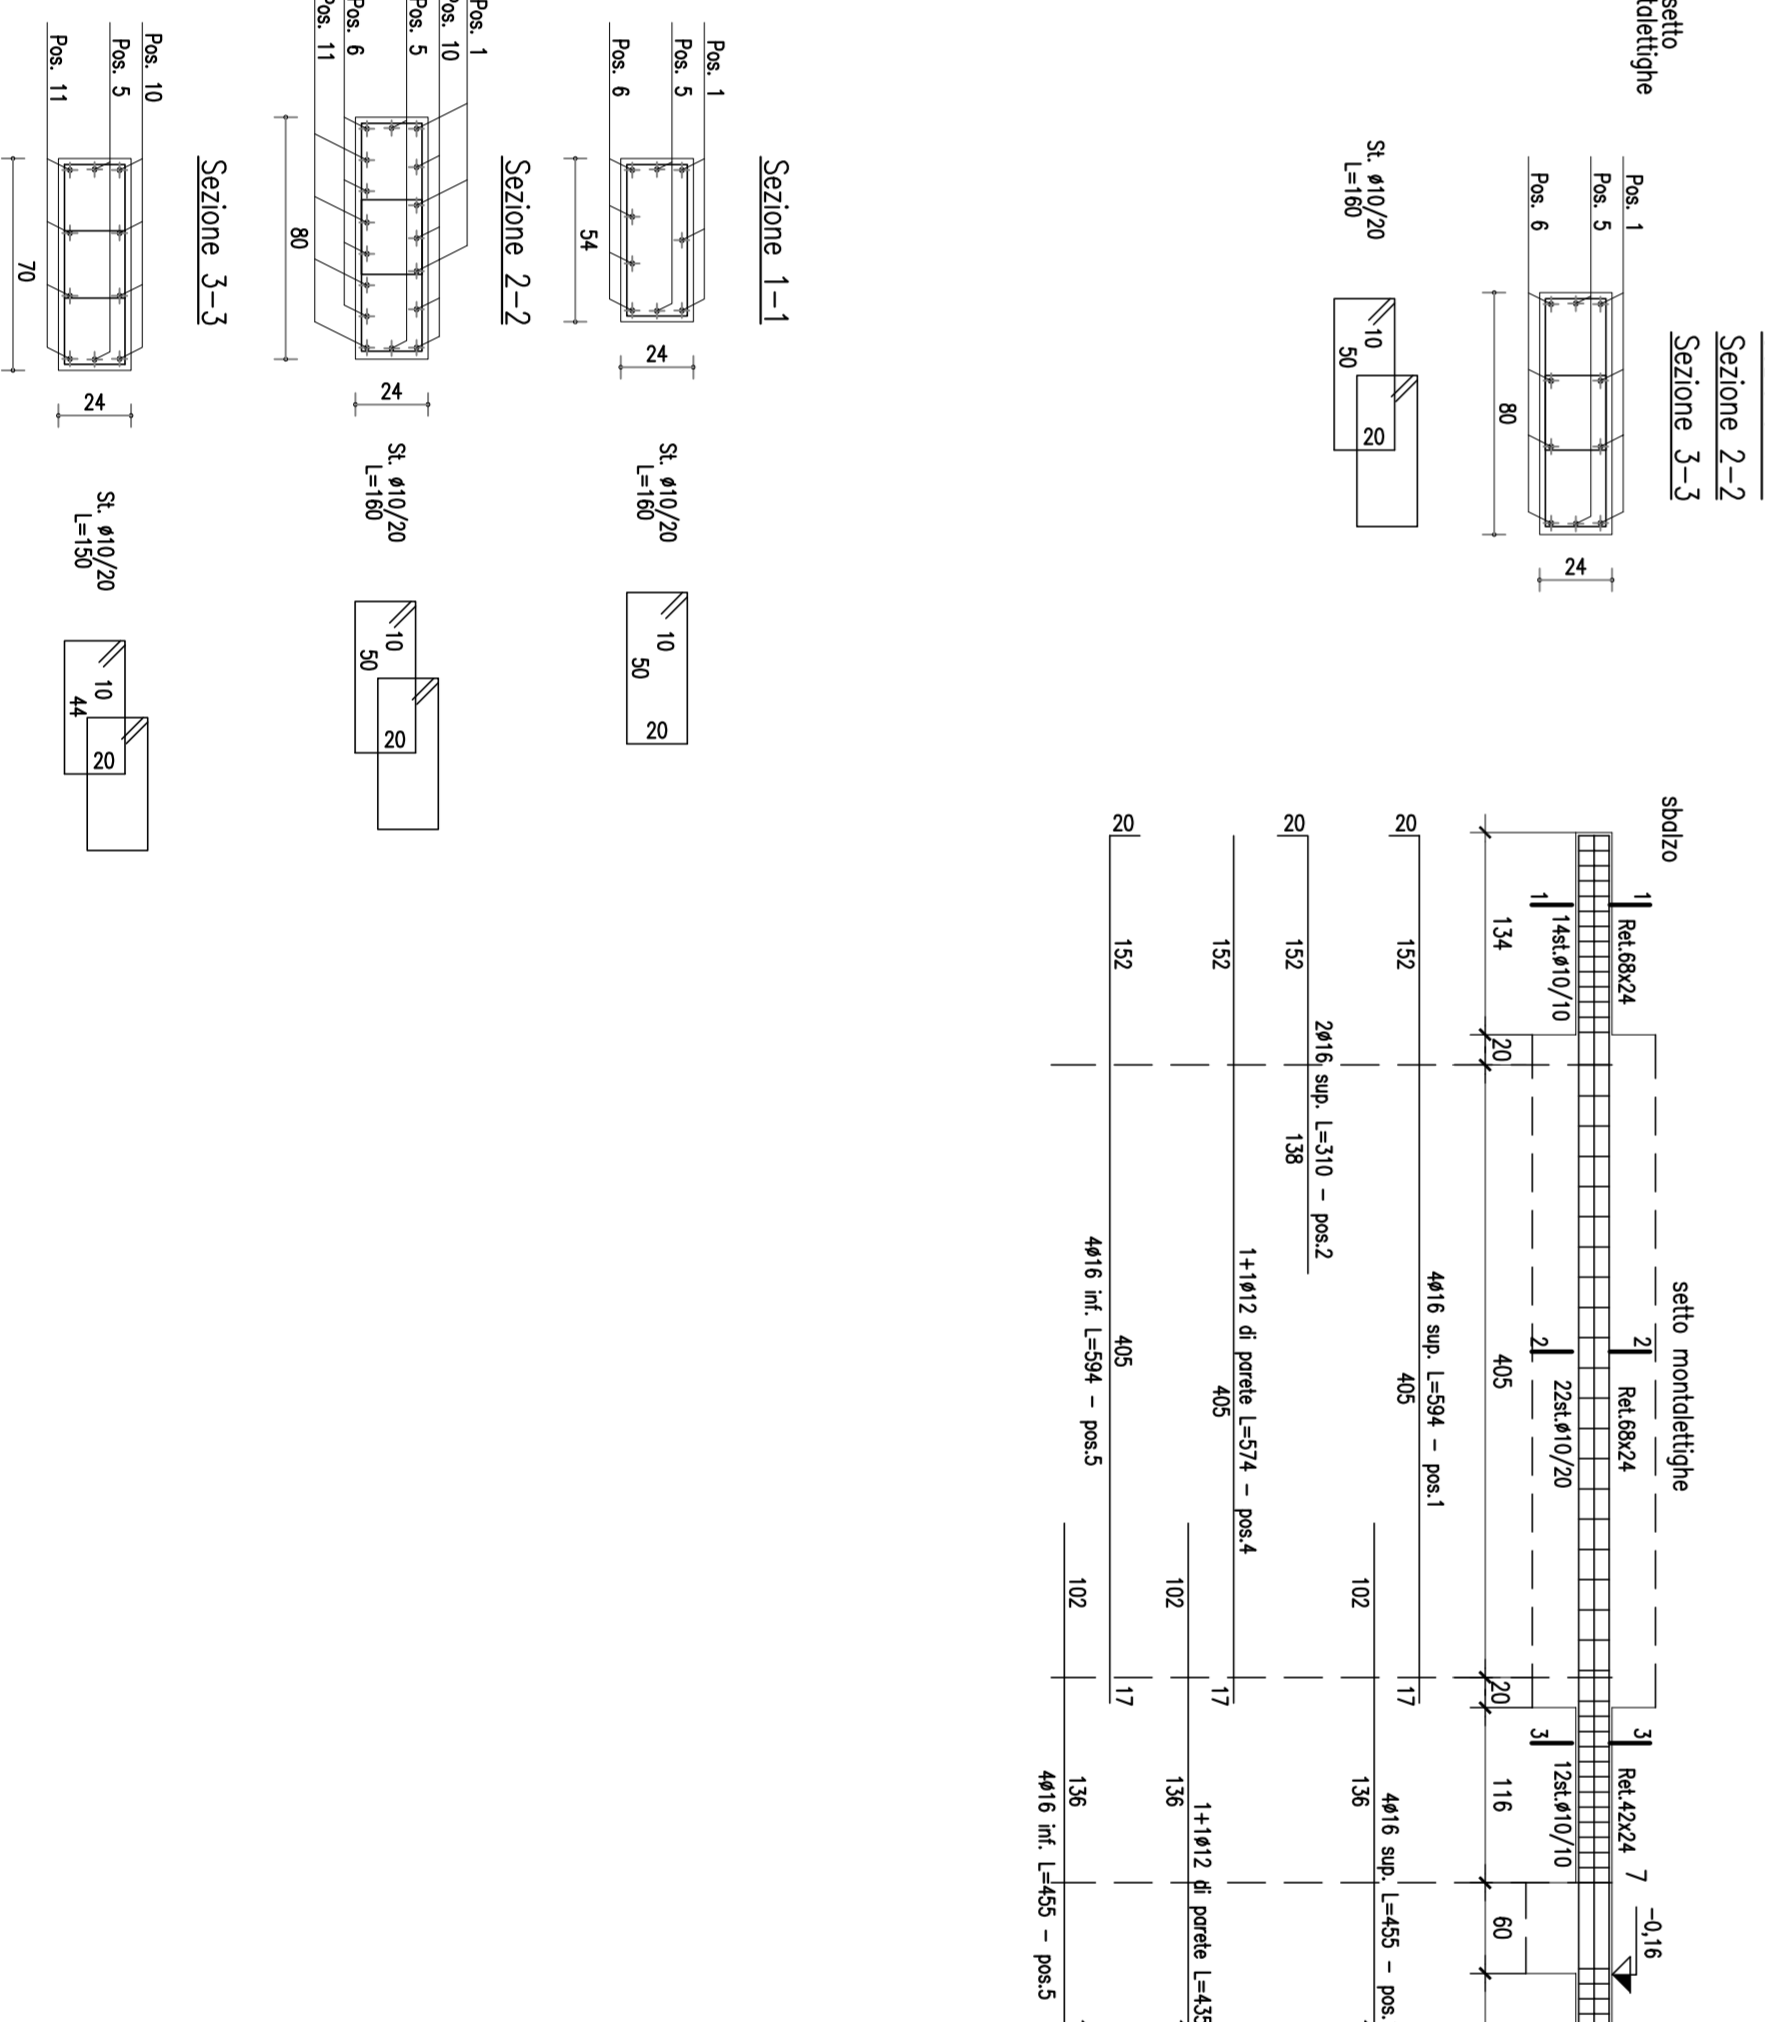 setto
talettighe
Sezione 2-2
Sezione 3-3
Pos. 1
Pos. 5
Pos. 6
80
24
St. ø10/20
L=160
10
50
20
Sezione 1-1
Pos. 1
Pos. 5
Pos. 6
54
24
St. ø10/20
L=160
10
50
20
Sezione 2-2
Pos. 1
Pos. 10
Pos. 5
Pos. 6
Pos. 11
80
24
St. ø10/20
L=160
10
50
20
Sezione 3-3
Pos. 10
Pos. 5
Pos. 11
70
24
St. ø10/20
L=150
10
44
20
sbalzo
setto montalettighe
-0,16
7
1 Ret.68x24
2 Ret.68x24
3 Ret.42x24
1 14st.ø10/10
2 22st.ø10/20
3 12st.ø10/10
134 20 405 20 116 60
4ø16 sup. L=594 - pos.1
20 152 405 17
4ø16 sup. L=455 - pos.
102 136
2ø16 sup. L=310 - pos.2
20 152 138
1+1ø12 di parete L=574 - pos.4
152 405 17
1+1ø12 di parete L=435
102 136
20 152 405 17
4ø16 inf. L=594 - pos.5
102 136
4ø16 inf. L=455 - pos.5